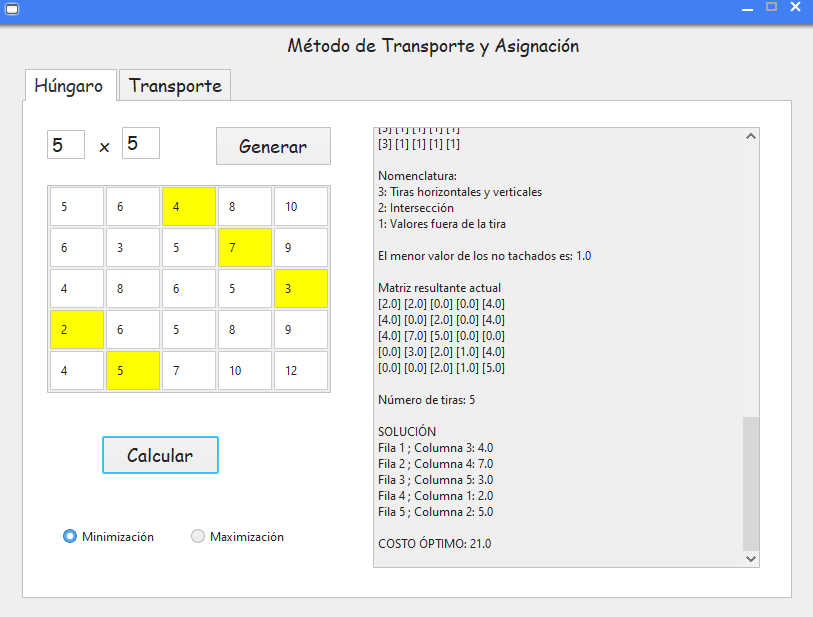 Método de Transporte y Asignación
Húngaro Transporte
5 x 5 Generar
5 6 4 8 10
6 3 5 7 9
4 8 6 5 3
2 6 5 8 9
4 5 7 10 12
Calcular
Minimización Maximización
[3] [1] [1] [1] [1]
[3] [1] [1] [1] [1]
Nomenclatura:
3: Tiras horizontales y verticales
2: Intersección
1: Valores fuera de la tira
El menor valor de los no tachados es: 1.0
Matriz resultante actual
[2.0] [2.0] [0.0] [0.0] [4.0]
[4.0] [0.0] [2.0] [0.0] [4.0]
[4.0] [7.0] [5.0] [0.0] [0.0]
[0.0] [3.0] [2.0] [1.0] [4.0]
[0.0] [0.0] [2.0] [1.0] [5.0]
Número de tiras: 5
SOLUCIÓN
Fila 1 ; Columna 3: 4.0
Fila 2 ; Columna 4: 7.0
Fila 3 ; Columna 5: 3.0
Fila 4 ; Columna 1: 2.0
Fila 5 ; Columna 2: 5.0
COSTO ÓPTIMO: 21.0